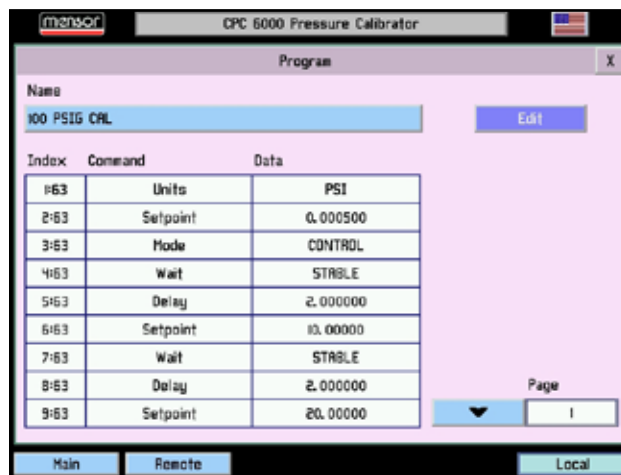 mensor CPC 6000 Pressure Calibrator
Program X
Name
100 PSIG CAL Edit
Index Command Data
1:63 Units PSI
2:63 Setpoint 0.000500
3:63 Mode CONTROL
4:63 Wait STABLE
5:63 Delay 2.000000
6:63 Setpoint 10.00000
7:63 Wait STABLE
8:63 Delay 2.000000
9:63 Setpoint 20.00000
Page
1
Main Remote Local